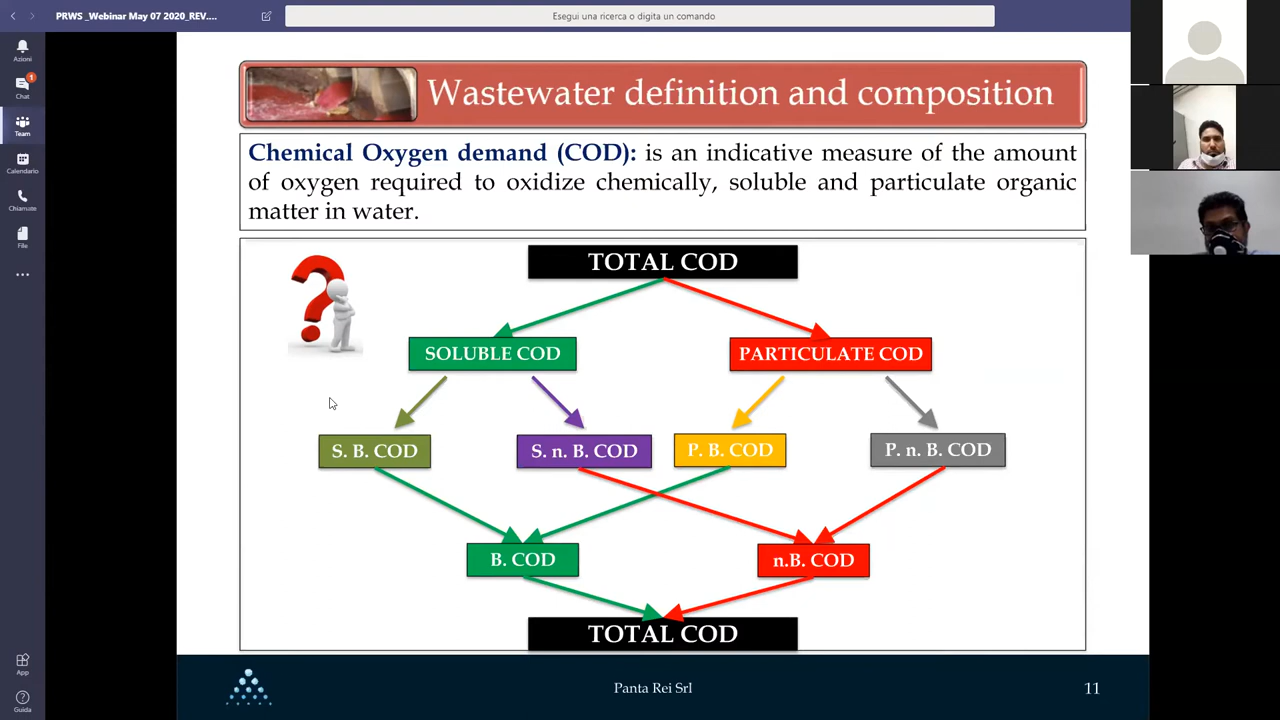 PRWS _Webinar May 07 2020_REV....
Esegui una ricerca o digita un comando
Azioni
1
Chat
Team
Calendario
Chiamate
File
App
Guida
Wastewater definition and composition
Chemical Oxygen demand (COD): is an indicative measure of the amount
of oxygen required to oxidize chemically, soluble and particulate organic
matter in water.
TOTAL COD
SOLUBLE COD
PARTICULATE COD
S. B. COD
S. n. B. COD
P. B. COD
P. n. B. COD
B. COD
n.B. COD
TOTAL COD
Panta Rei Srl
11